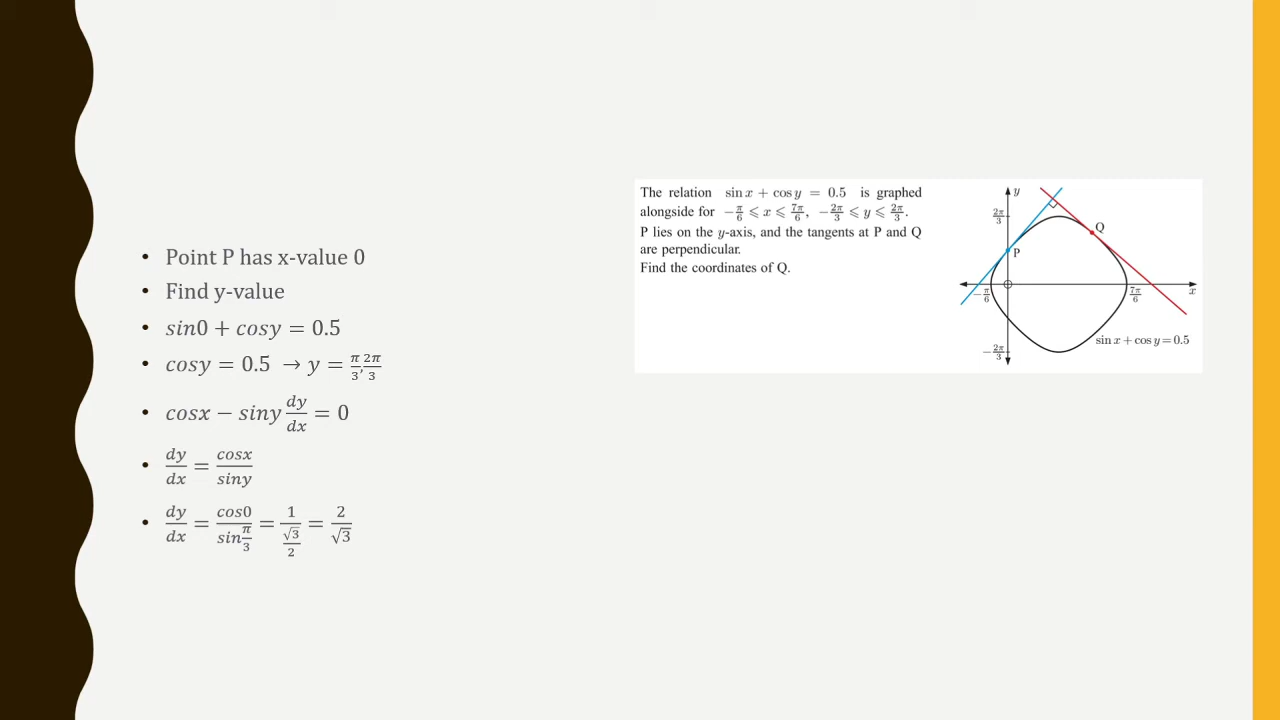 • Point P has x-value 0
• Find y-value
• sin0 + cosy = 0.5
• cosy = 0.5 → y = π/3, 2π/3
• cosx − siny dy/dx = 0
• dy/dx = cosx/siny
• dy/dx = cos0/sin π/3 = 1/(√3/2) = 2/√3
The relation sin x + cos y = 0.5 is graphed
alongside for −π/6 ⩽ x ⩽ 7π/6, −2π/3 ⩽ y ⩽ 2π/3.
P lies on the y-axis, and the tangents at P and Q
are perpendicular.
Find the coordinates of Q.
y
2π/3
Q
P
−π/6
7π/6
x
sin x + cos y = 0.5
−2π/3